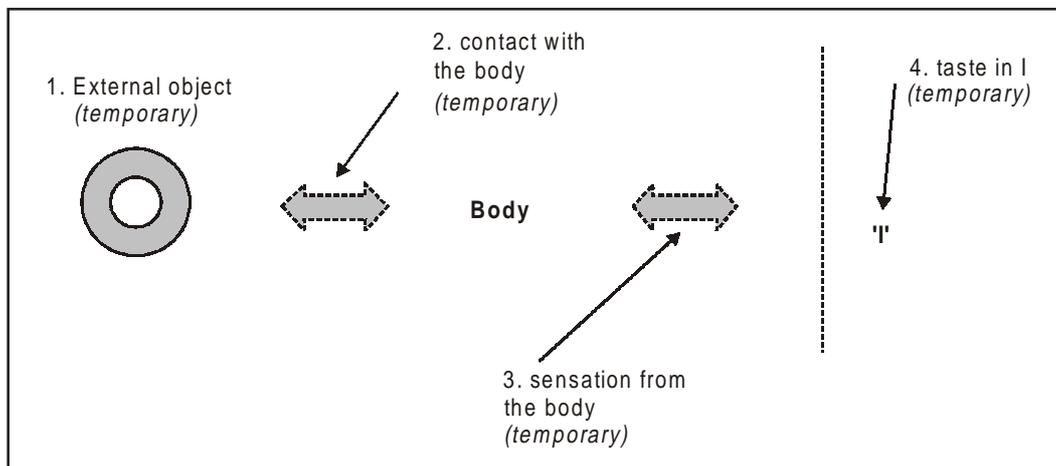 1. External object
(temporary)
2. contact with
the body
(temporary)
Body
3. sensation from
the body
(temporary)
4. taste in I
(temporary)
'I'